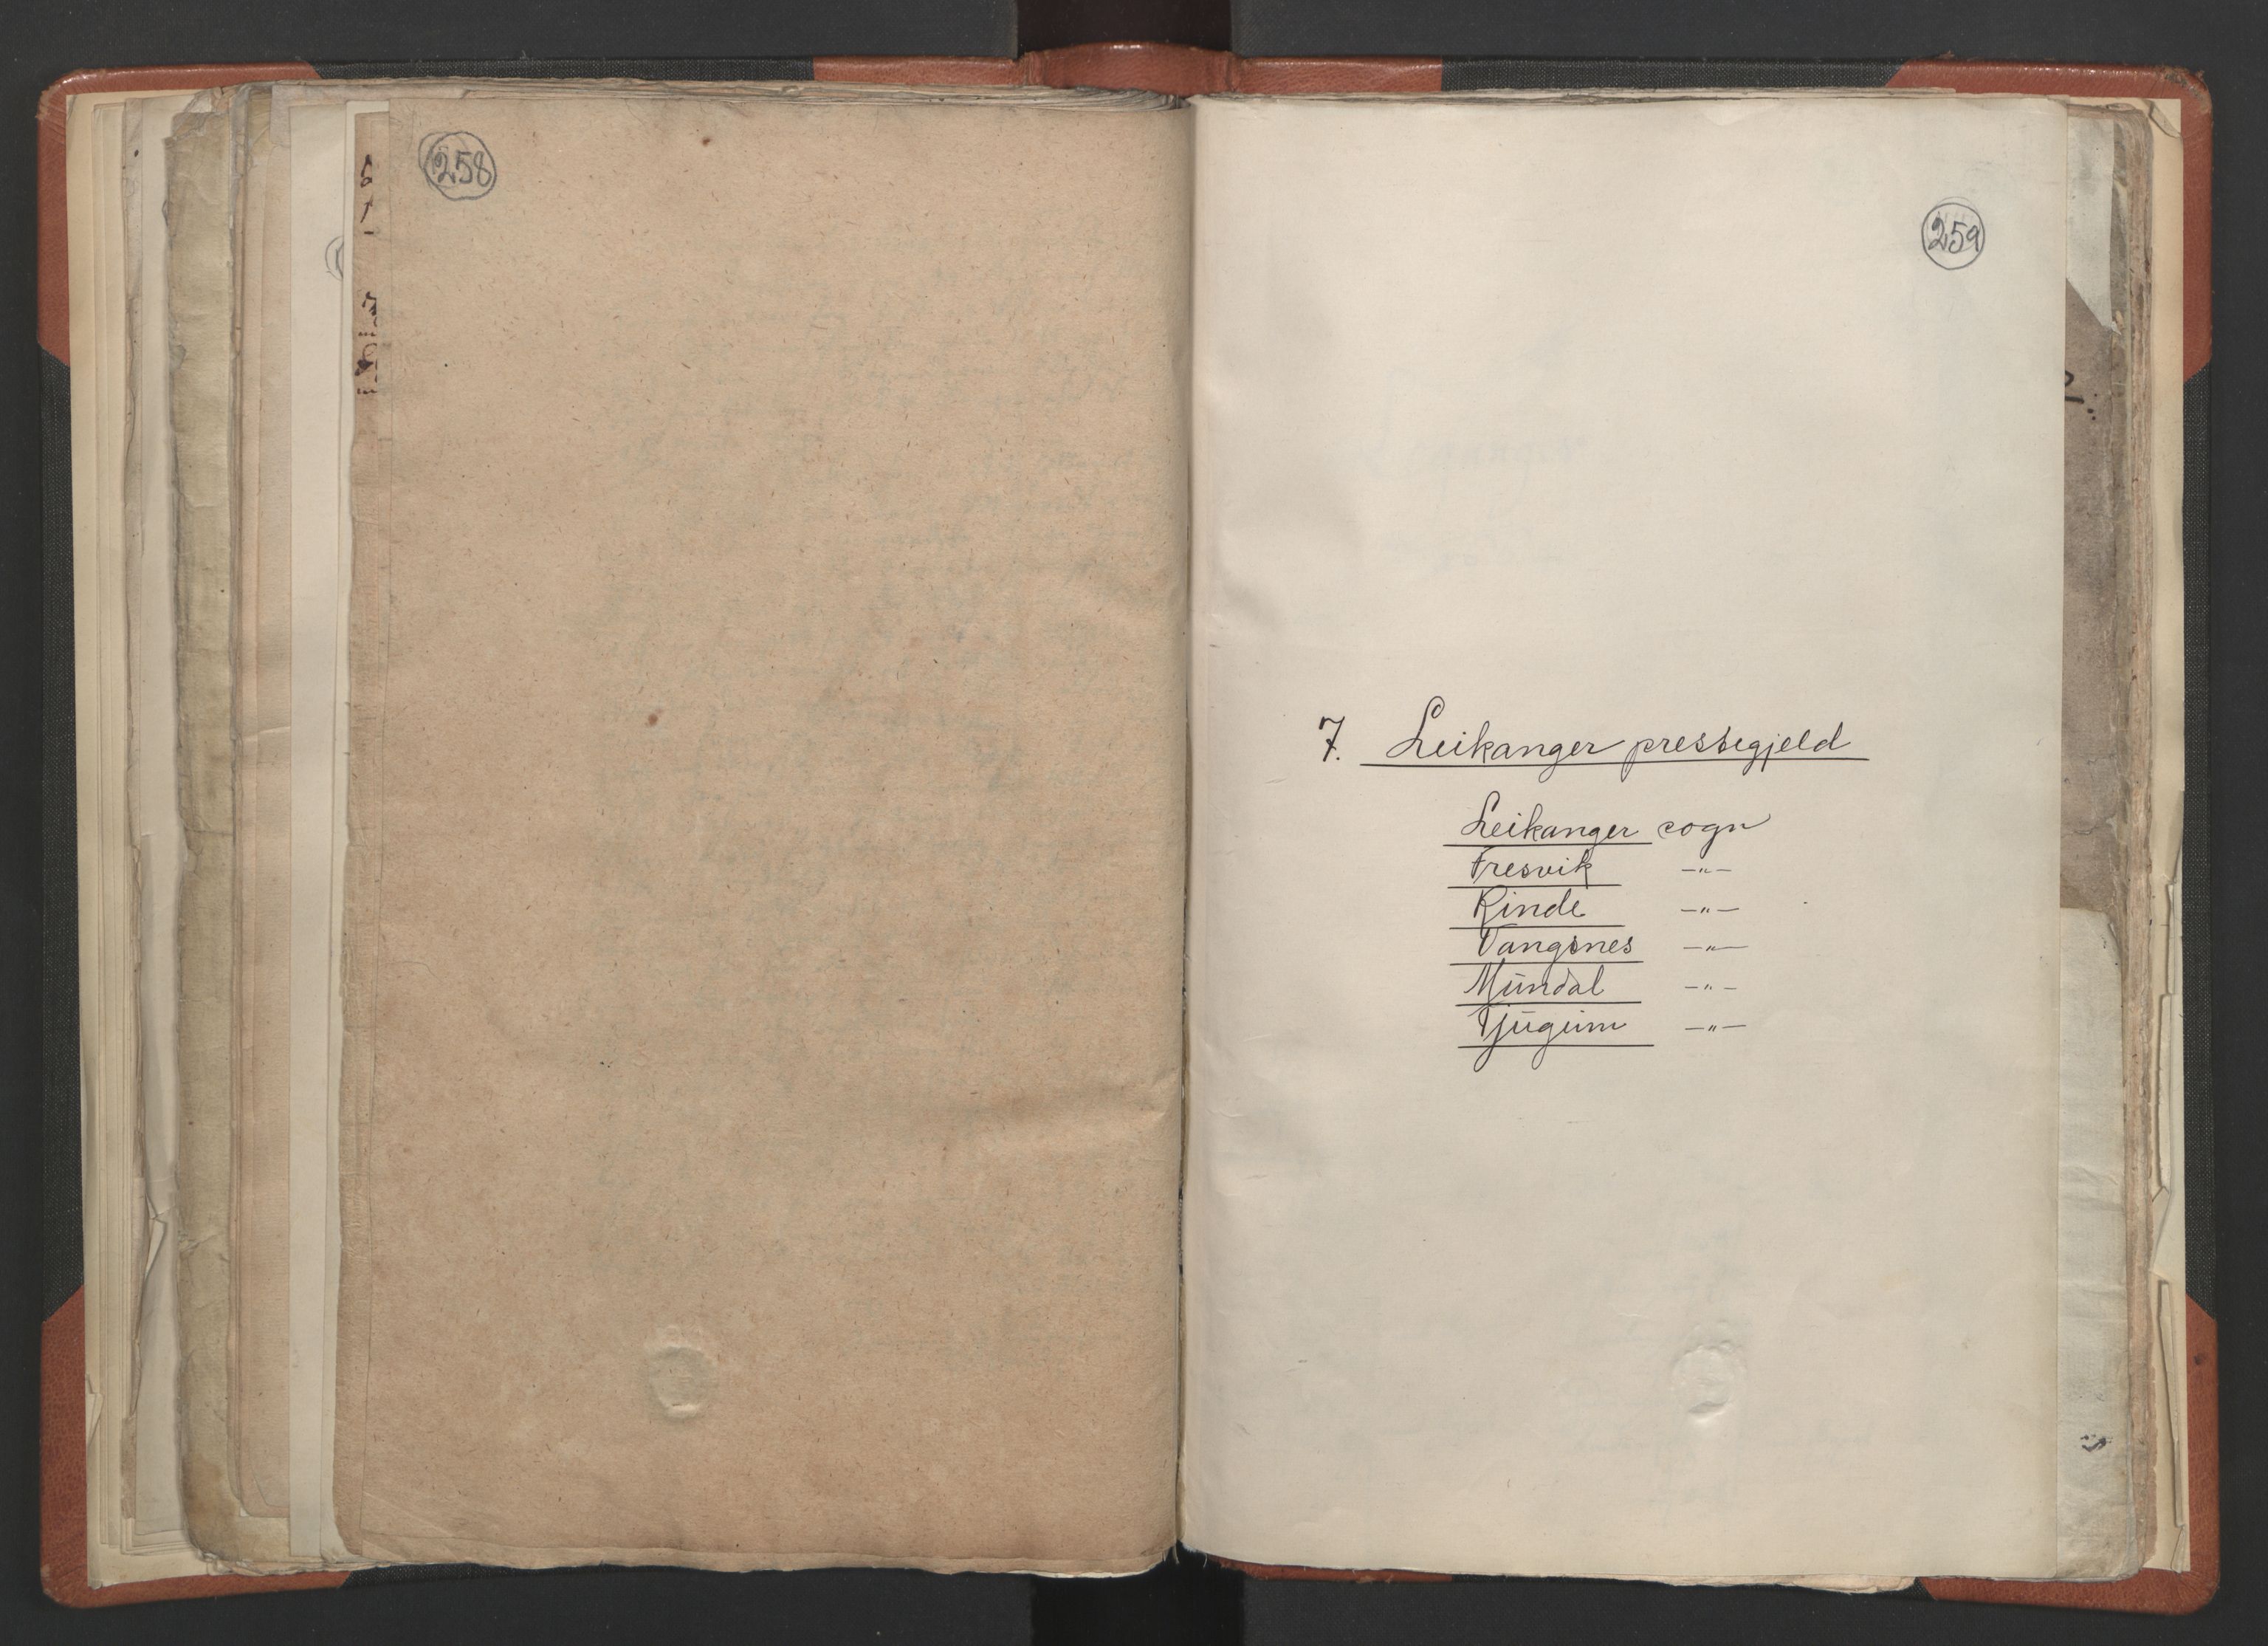 258
259
7. Leikanger prestegjeld
Leikanger sogn
Fresvik —"—
Rinde —"—
Vangsnes —"—
Mundal —"—
Tjugum —"—